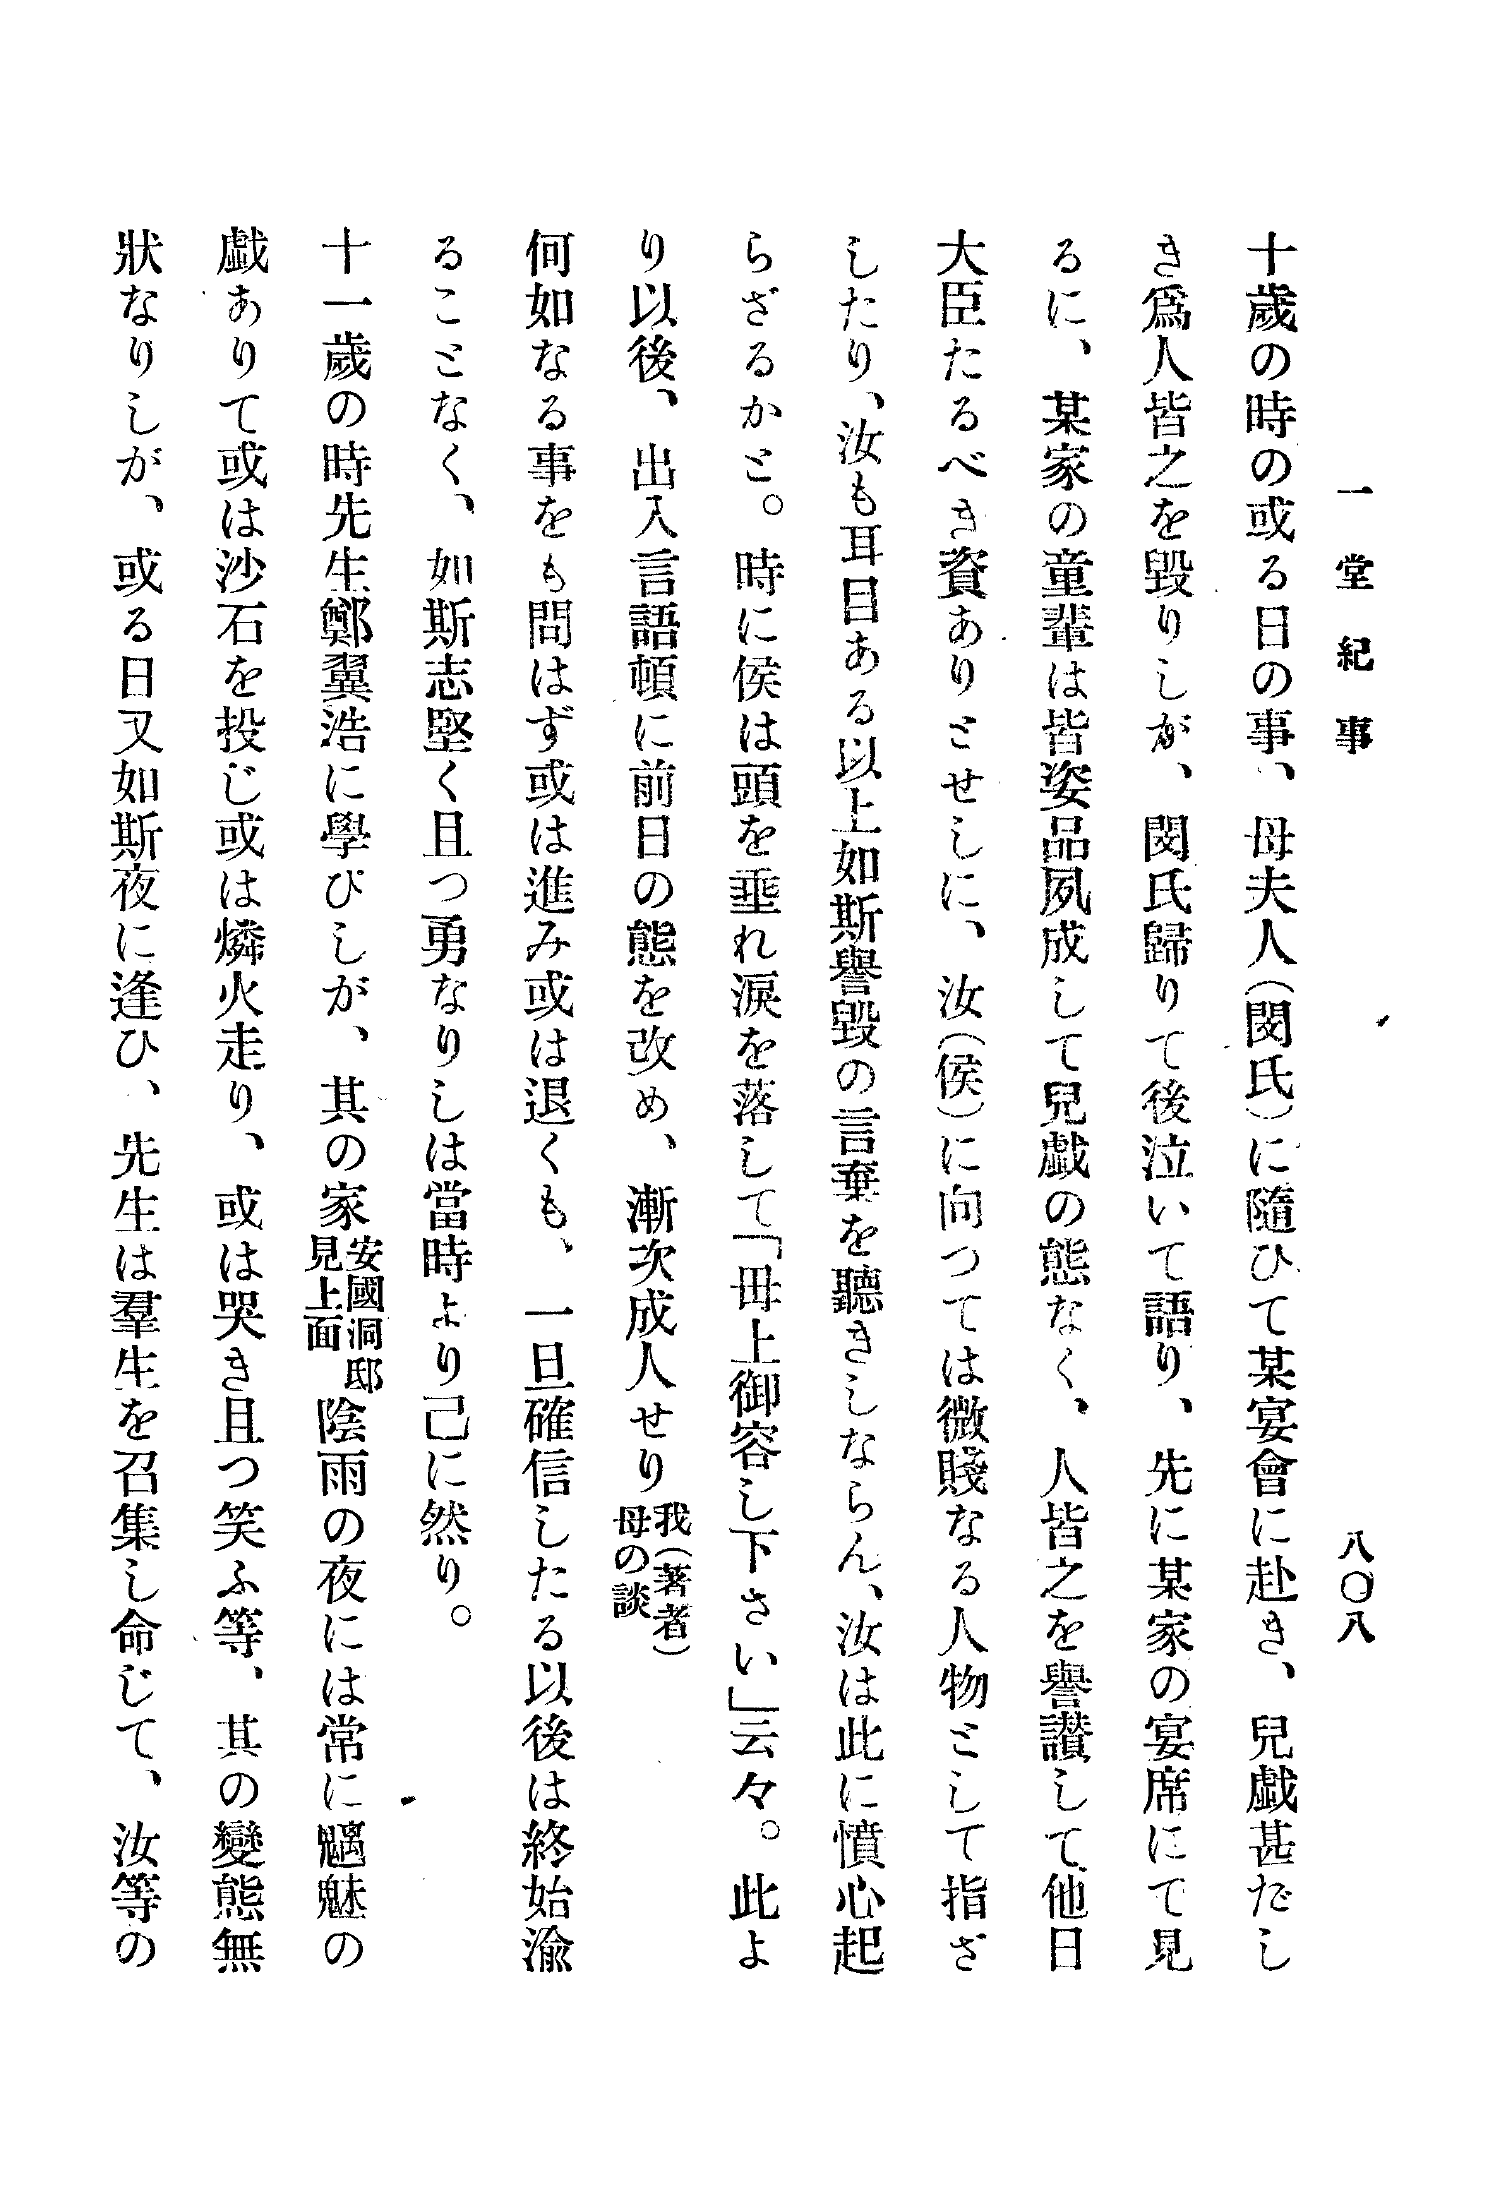 一堂紀事
八〇八
十歲の時の或る日の事、母夫人(閔氏)に隨ひて某宴會に赴き、兒戱甚だし
き爲人皆之を毀りしが、閔氏歸りて後泣いて語り、先に某家の宴席にて見
るに、某家の童輩は皆姿品夙成して兒戱の態なく、人皆之を譽讃して他日
大臣たるべき資ありとせしに、汝(侯)に向つては微賤なる人物として指ざ
したり、汝も耳目ある以上如斯譽毀の言葉を聽きしならん、汝は此に憤心起
らざるかと。時に侯は頭を垂れ淚を落して「母上御容し下さい」云々。此よ
り以後、出入言語頓に前日の態を改め、漸次成人せり我(著者)母の談
何如なる事をも問はず或は進み或は退くも、一旦確信したる以後は終始渝
ることなく、如斯志堅く且つ勇なりしは當時より己に然り。
十一歲の時先生鄭翼浩に學びしが、其の家安國洞邸見上面陰雨の夜には常に魑魅の
戱ありて或は沙石を投じ或は燐火走り、或は哭き且つ笑ふ等、其の變態無
狀なりしが、或る日又如斯夜に逢ひ、先生は羣生を召集し命じて、汝等の